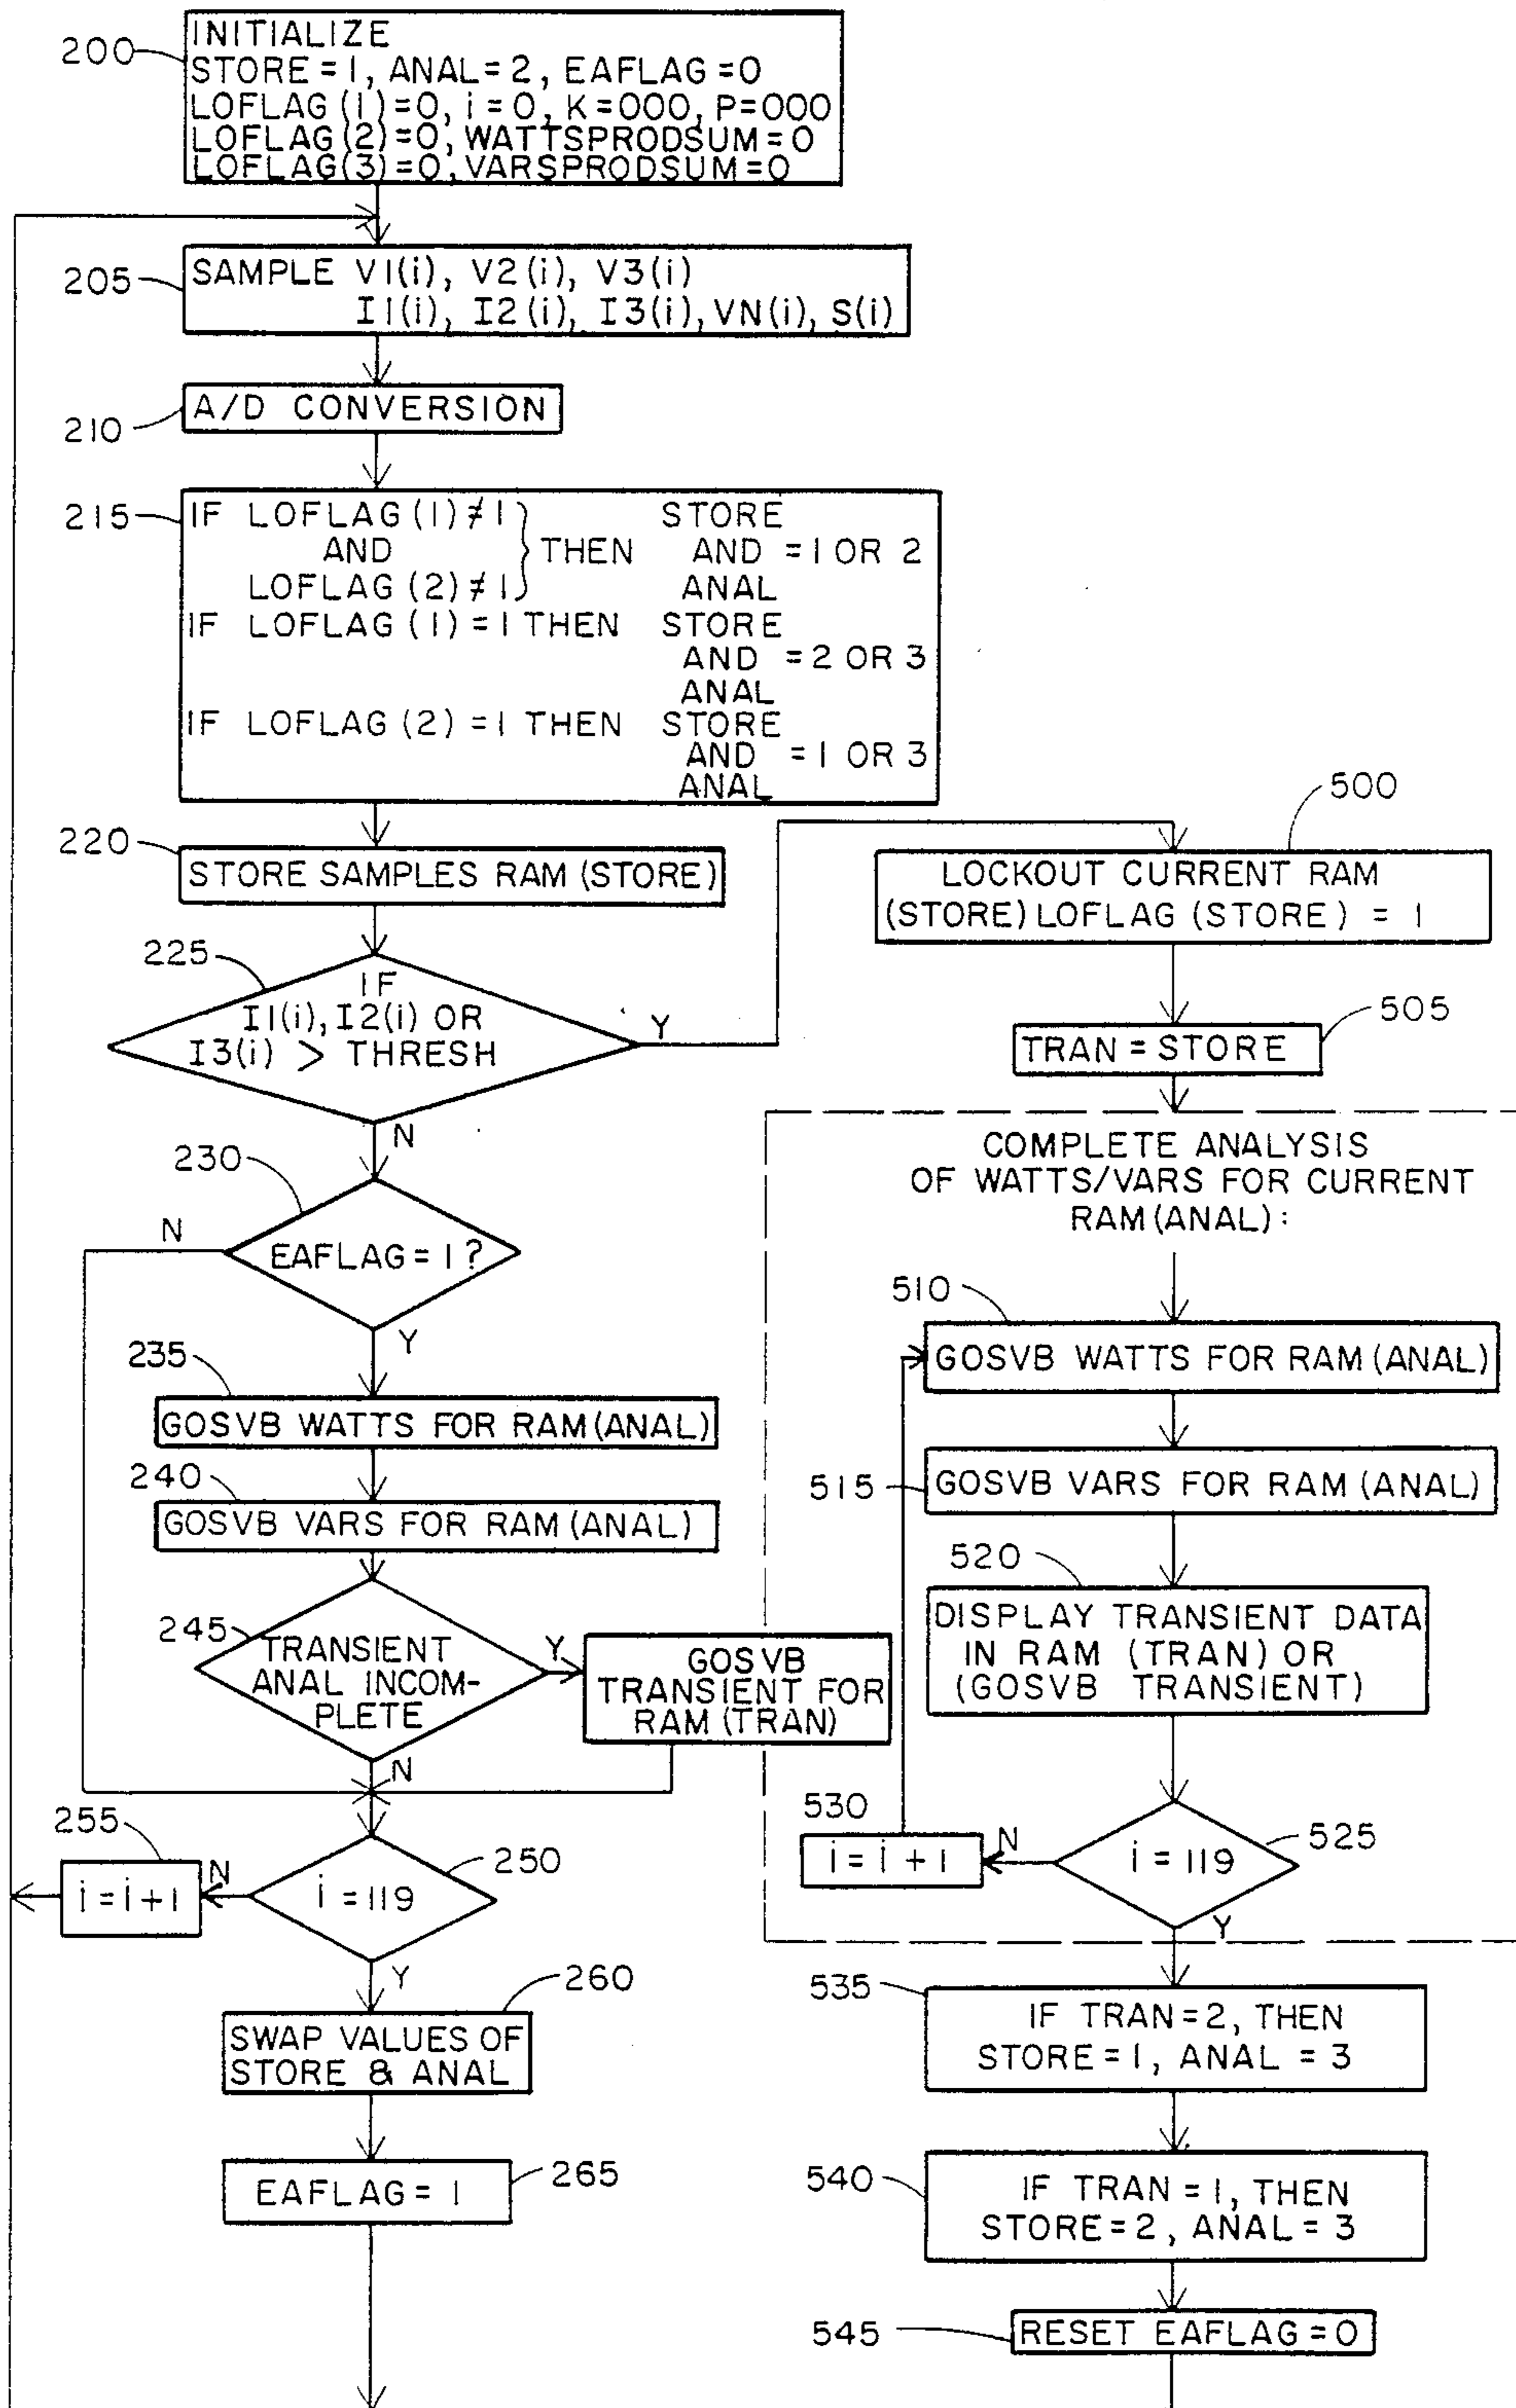 200
INITIALIZE
STORE = 1, ANAL = 2, EAFLAG = 0
LOFLAG (1) = 0, i = 0, K = 000, P = 000
LOFLAG (2) = 0, WATTSPRODSUM = 0
LOFLAG (3) = 0, VARSPRODSUM = 0
205
SAMPLE V1(i), V2(i), V3(i)
I1(i), I2(i), I3(i), VN(i), S(i)
210
A/D CONVERSION
215
IF LOFLAG (1) ≠ 1 STORE
AND } THEN AND = 1 OR 2
LOFLAG (2) ≠ 1 ANAL
IF LOFLAG (1) = 1 THEN STORE
AND = 2 OR 3
ANAL
IF LOFLAG (2) = 1 THEN STORE
AND = 1 OR 3
ANAL
220
STORE SAMPLES RAM (STORE)
225
IF
I1(i), I2(i) OR
I3(i) > THRESH
Y
N
230
EAFLAG = 1 ?
N
Y
235
GOSVB WATTS FOR RAM (ANAL)
240
GOSVB VARS FOR RAM (ANAL)
245
TRANSIENT
ANAL INCOM-
PLETE
Y
N
GOSVB
TRANSIENT FOR
RAM (TRAN)
255
i = i + 1
N
i = 119
250
Y
260
SWAP VALUES OF
STORE & ANAL
EAFLAG = 1
265
500
LOCKOUT CURRENT RAM
(STORE) LOFLAG (STORE) = 1
505
TRAN = STORE
COMPLETE ANALYSIS
OF WATTS/VARS FOR CURRENT
RAM (ANAL) :
510
GOSVB WATTS FOR RAM (ANAL)
515
GOSVB VARS FOR RAM (ANAL)
520
DISPLAY TRANSIENT DATA
IN RAM (TRAN) OR
(GOSVB TRANSIENT)
530
i = i + 1
N
i = 119
525
Y
535
IF TRAN = 2, THEN
STORE = 1, ANAL = 3
540
IF TRAN = 1, THEN
STORE = 2, ANAL = 3
545
RESET EAFLAG = 0